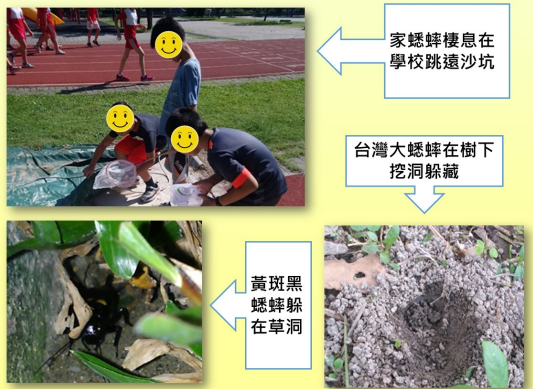 家蟋蟀棲息在
學校跳遠沙坑
台灣大蟋蟀在樹下
挖洞躲藏
黃斑黑
蟋蟀躲
在草洞